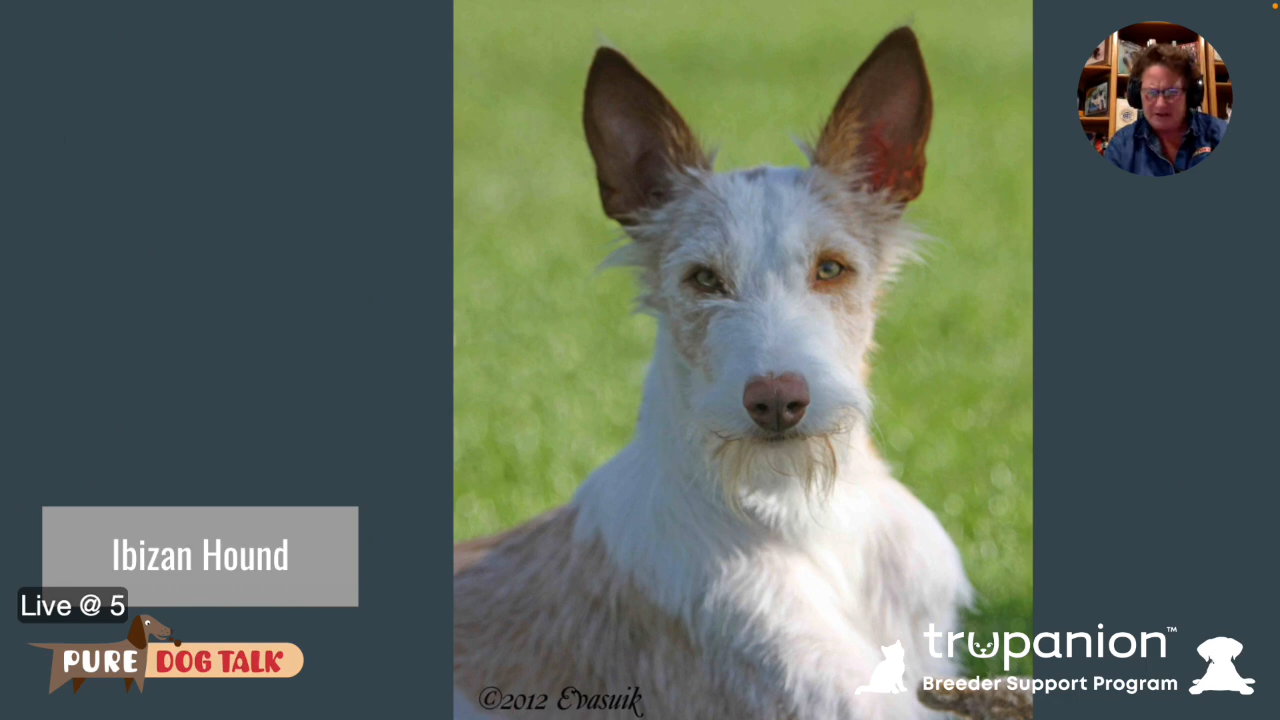 Ibizan Hound
Live @ 5
PURE DOG TALK
©2012 Evasuik
trupanion™
Breeder Support Program